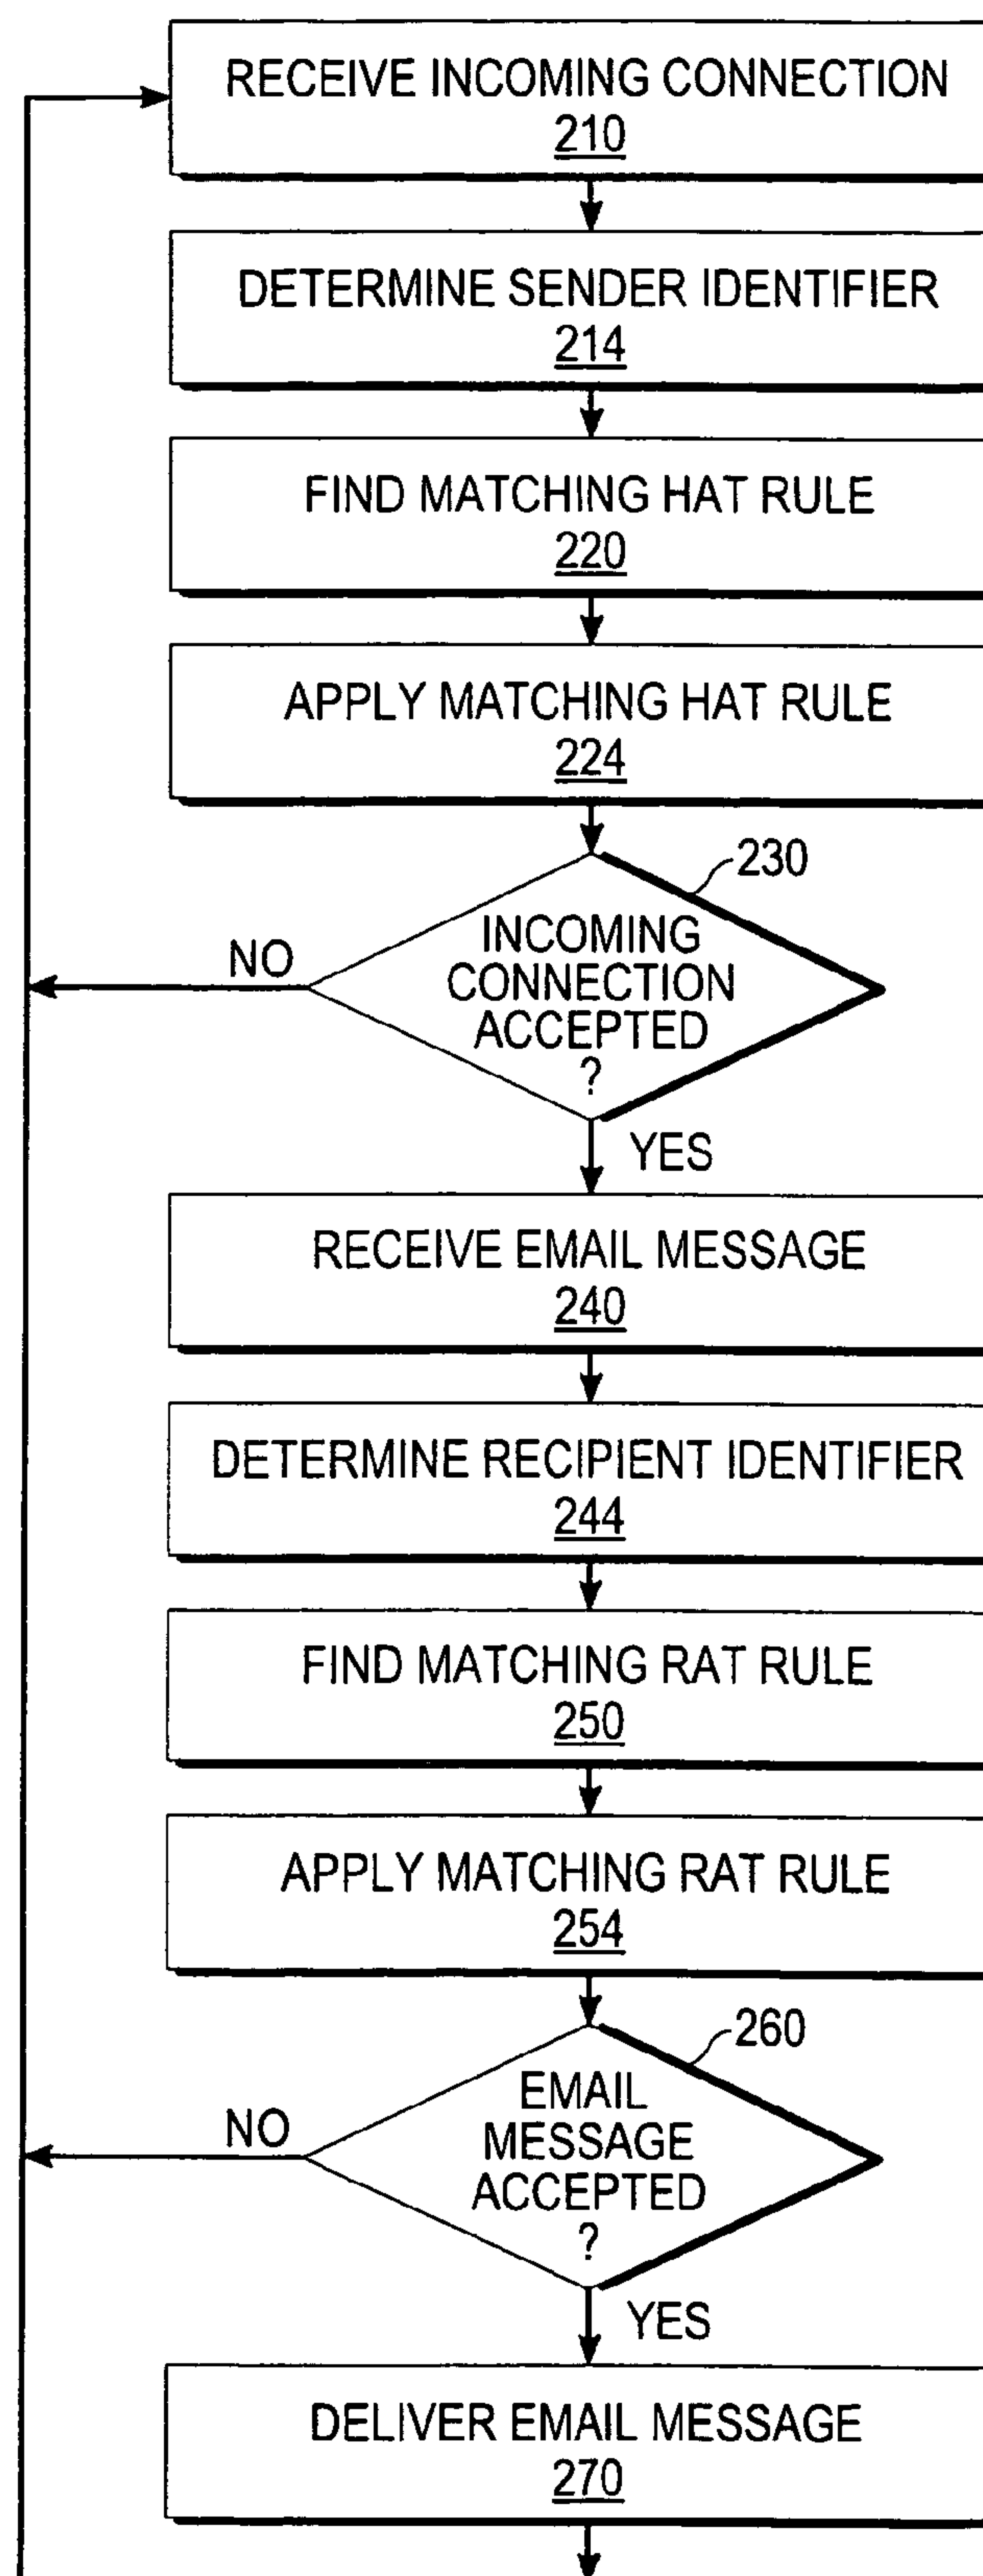 RECEIVE INCOMING CONNECTION
210
DETERMINE SENDER IDENTIFIER
214
FIND MATCHING HAT RULE
220
APPLY MATCHING HAT RULE
224
230
INCOMING
CONNECTION
ACCEPTED
?
NO
YES
RECEIVE EMAIL MESSAGE
240
DETERMINE RECIPIENT IDENTIFIER
244
FIND MATCHING RAT RULE
250
APPLY MATCHING RAT RULE
254
260
EMAIL
MESSAGE
ACCEPTED
?
NO
YES
DELIVER EMAIL MESSAGE
270